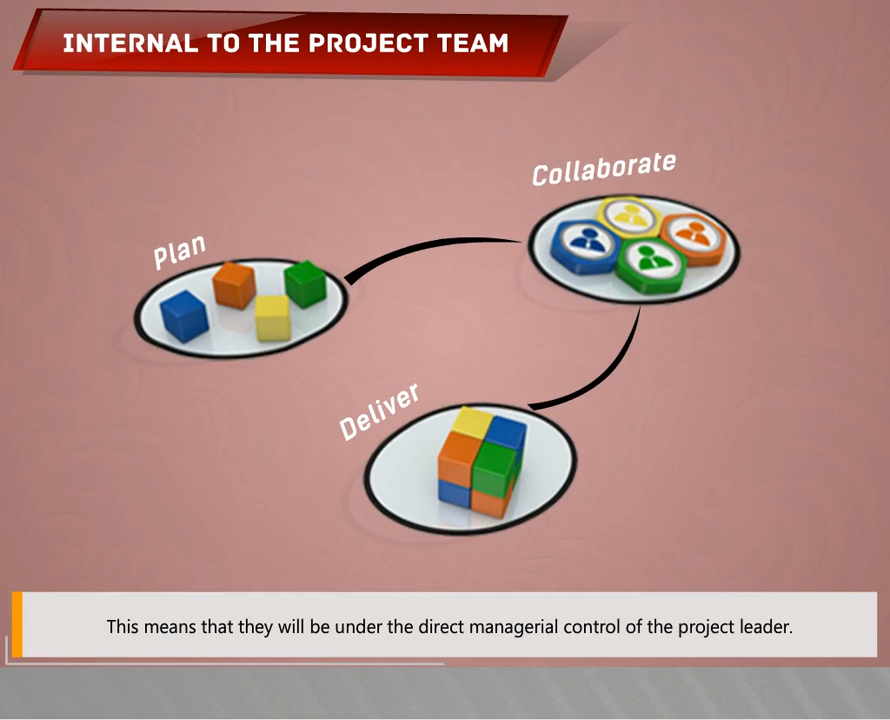 INTERNAL TO THE PROJECT TEAM
Collaborate
Plan
Deliver
This means that they will be under the direct managerial control of the project leader.